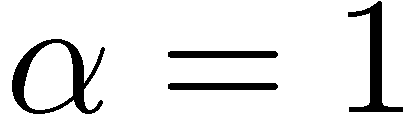 α = 1